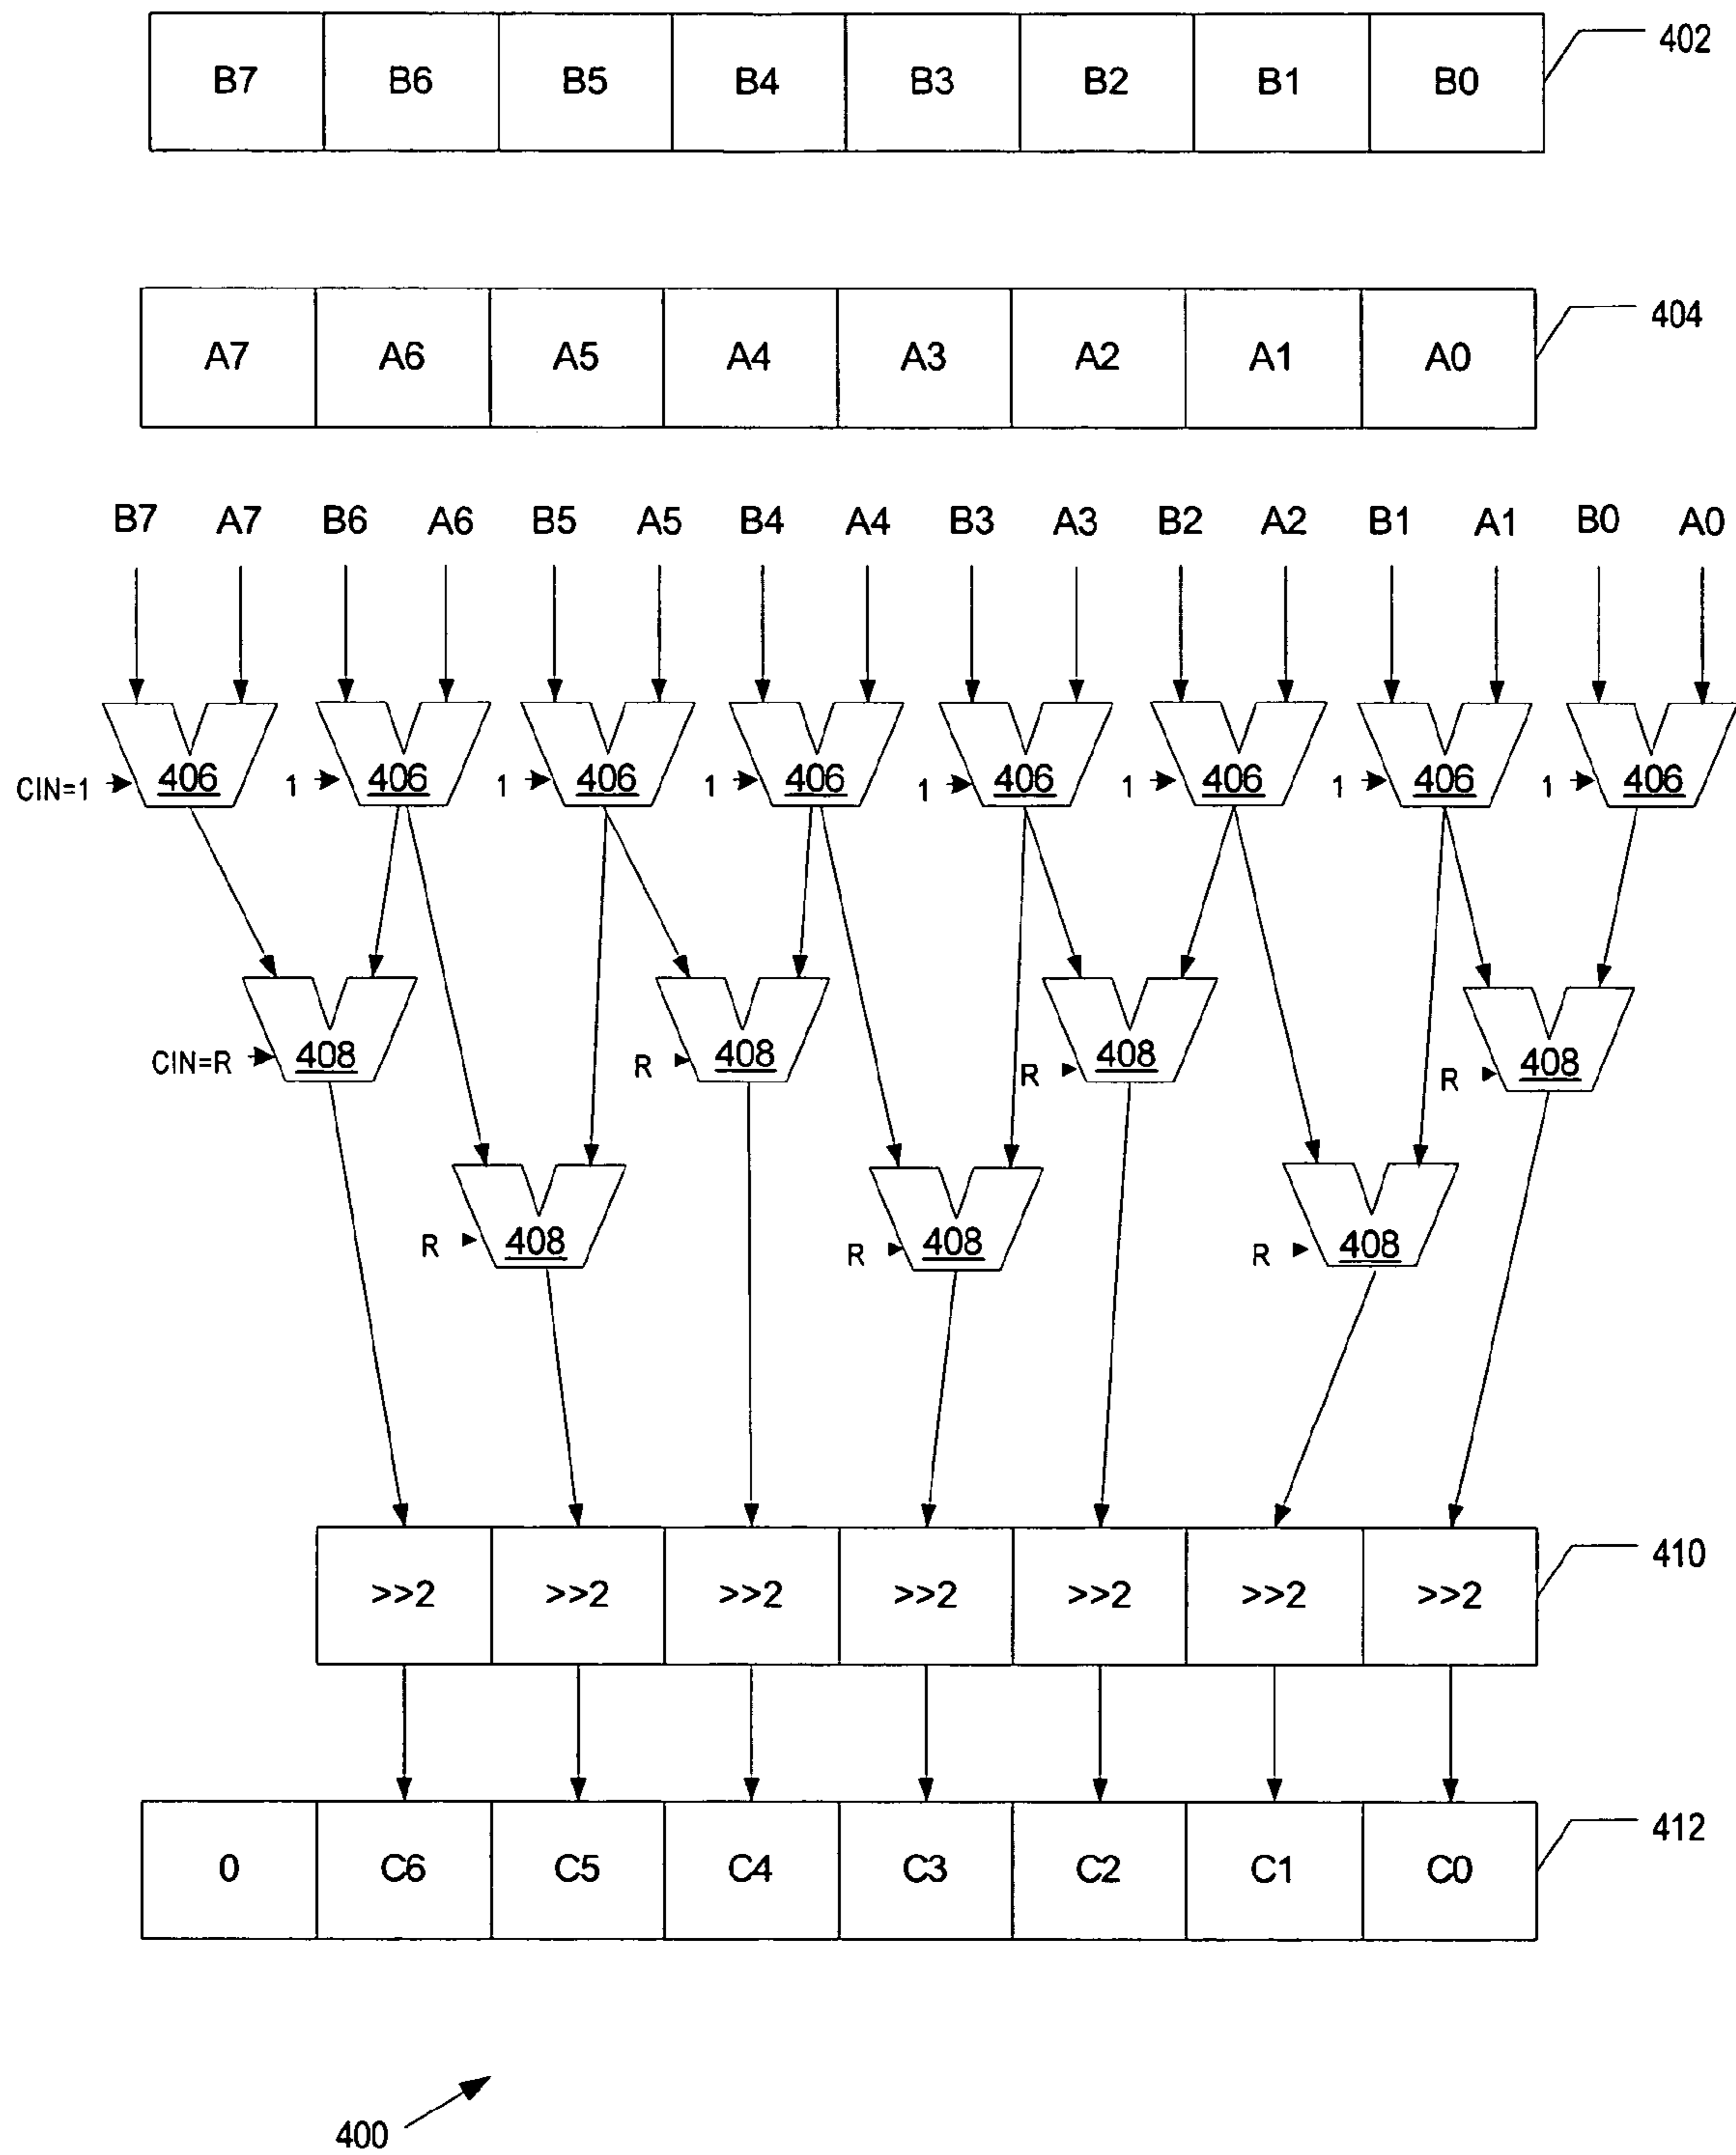 402
B7 B6 B5 B4 B3 B2 B1 B0
404
A7 A6 A5 A4 A3 A2 A1 A0
B7 A7 B6 A6 B5 A5 B4 A4 B3 A3 B2 A2 B1 A1 B0 A0
CIN=1 406 1 406 1 406 1 406 1 406 1 406 1 406 1 406
CIN=R 408 R 408 R 408 R 408
R 408 R 408 R 408
410
>>2 >>2 >>2 >>2 >>2 >>2 >>2
412
0 C6 C5 C4 C3 C2 C1 C0
400